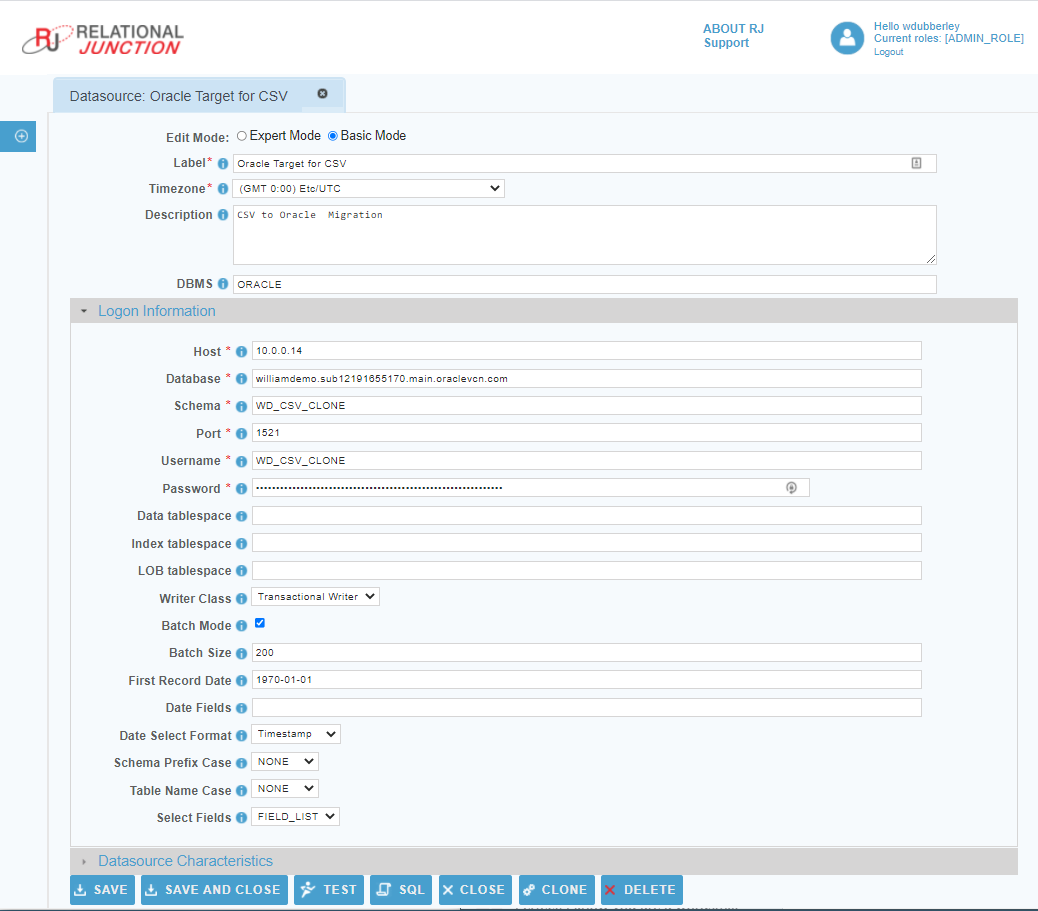 RJ RELATIONAL JUNCTION
ABOUT RJ
Support
Hello wdubberley
Current roles: [ADMIN_ROLE]
Logout
Datasource: Oracle Target for CSV
Edit Mode: Expert Mode Basic Mode
Label* Oracle Target for CSV
Timezone* (GMT 0:00) Etc/UTC
Description CSV to Oracle  Migration
DBMS ORACLE
Logon Information
Host * 10.0.0.14
Database * williamdemo.sub12191655170.main.oraclevcn.com
Schema * WD_CSV_CLONE
Port * 1521
Username * WD_CSV_CLONE
Password *
Data tablespace
Index tablespace
LOB tablespace
Writer Class Transactional Writer
Batch Mode
Batch Size 200
First Record Date 1970-01-01
Date Fields
Date Select Format Timestamp
Schema Prefix Case NONE
Table Name Case NONE
Select Fields FIELD_LIST
Datasource Characteristics
SAVE SAVE AND CLOSE TEST SQL CLOSE CLONE DELETE